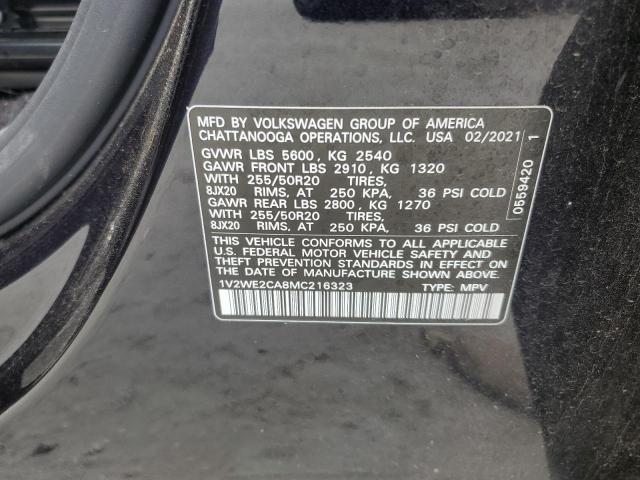 MFD BY VOLKSWAGEN GROUP OF AMERICA
CHATTANOOGA OPERATIONS, LLC. USA 02/2021
GVWR LBS 5600, KG 2540
GAWR FRONT LBS 2910, KG 1320
WITH 255/50R20 TIRES,
8JX20 RIMS, AT 250 KPA, 36 PSI COLD
GAWR REAR LBS 2800, KG 1270
WITH 255/50R20 TIRES,
8JX20 RIMS, AT 250 KPA, 36 PSI COLD
THIS VEHICLE CONFORMS TO ALL APPLICABLE
U.S. FEDERAL MOTOR VEHICLE SAFETY AND
THEFT PREVENTION STANDARDS IN EFFECT ON
THE DATE OF MANUFACTURE SHOWN ABOVE.
1V2WE2CA8MC216323 TYPE: MPV
0559420 1